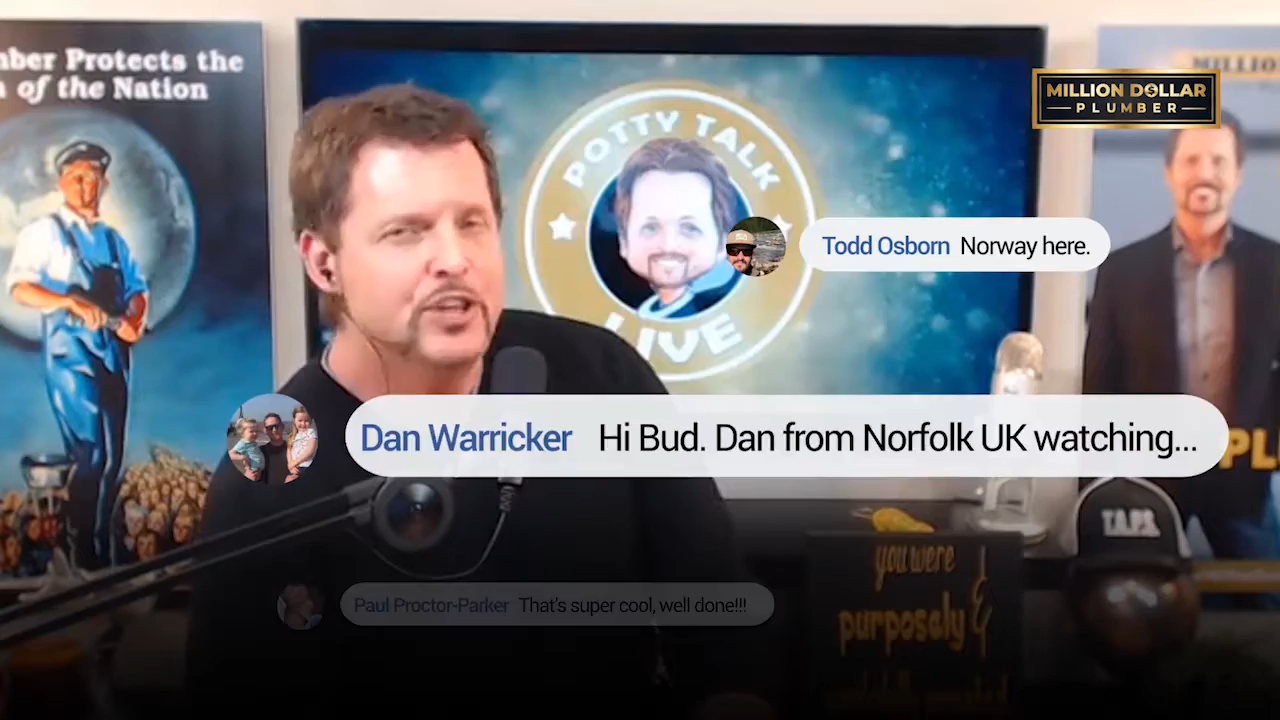 mber Protects the
of the Nation
MILLION DOLLAR
PLUMBER
POTTY TALK
LIVE
Todd Osborn Norway here.
Dan Warricker Hi Bud. Dan from Norfolk UK watching...
Paul Proctor-Parker That's super cool, well done!!!
PL
T.A.P.S.
you were
purposely &